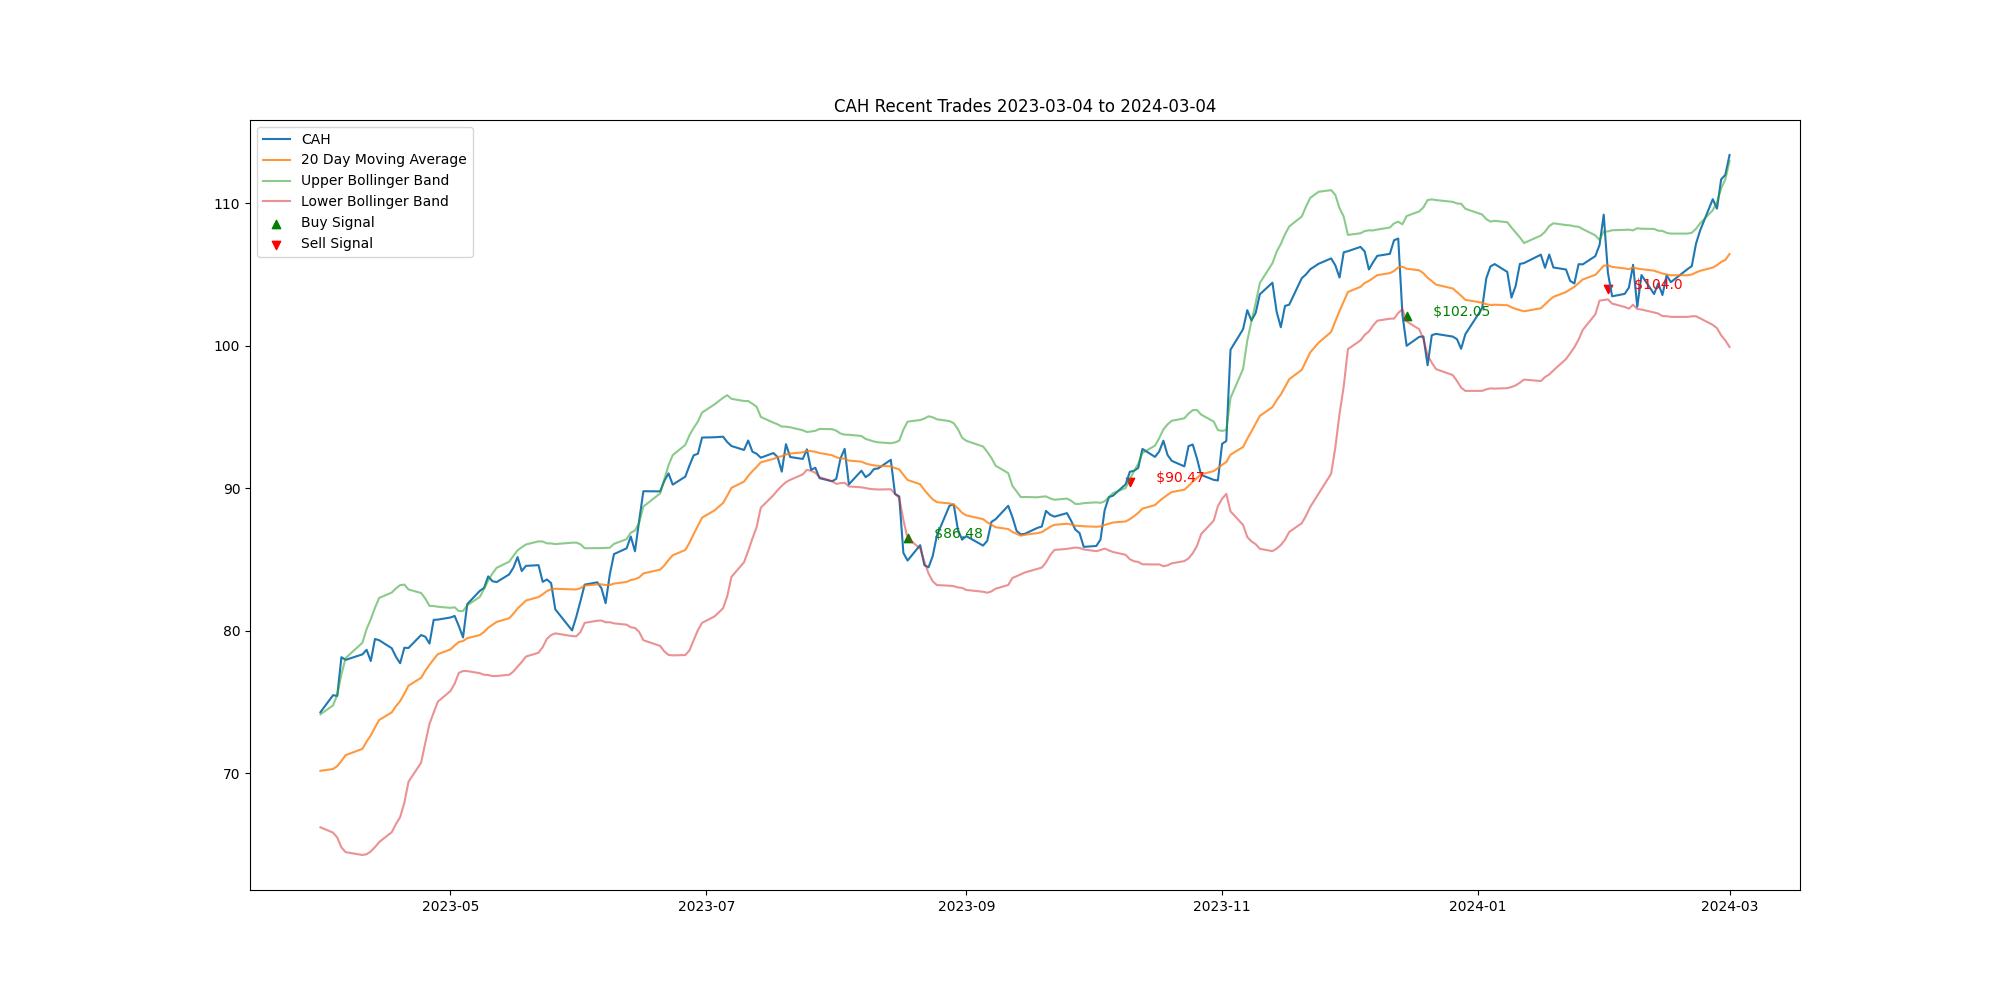 CAH Recent Trades 2023-03-04 to 2024-03-04
CAH
20 Day Moving Average
Upper Bollinger Band
Lower Bollinger Band
Buy Signal
Sell Signal
110
100
90
80
70
$104.0
$102.05
$90.47
$86.48
2023-05
2023-07
2023-09
2023-11
2024-01
2024-03